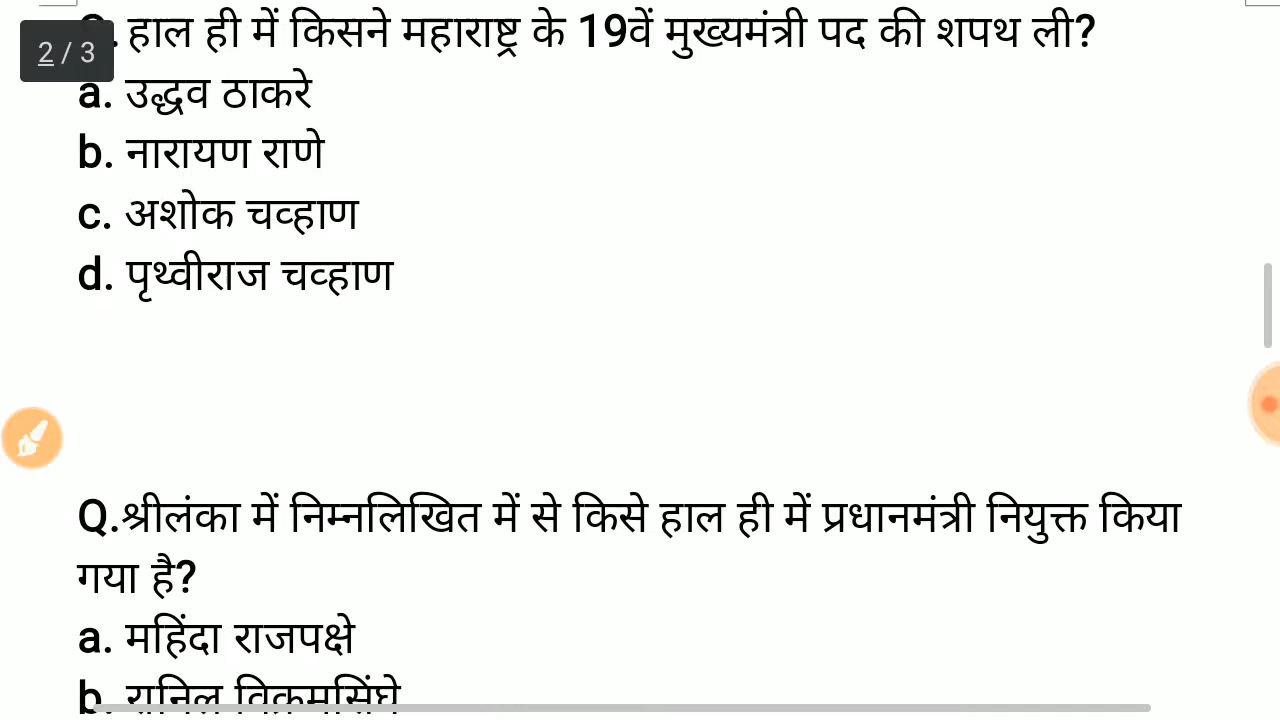 2 / 3
. हाल ही में किसने महाराष्ट्र के 19वें मुख्यमंत्री पद की शपथ ली?
a. उद्धव ठाकरे
b. नारायण राणे
c. अशोक चव्हाण
d. पृथ्वीराज चव्हाण
Q.श्रीलंका में निम्नलिखित में से किसे हाल ही में प्रधानमंत्री नियुक्त किया
गया है?
a. महिंदा राजपक्षे
b. रानिल विक्रमसिंघे